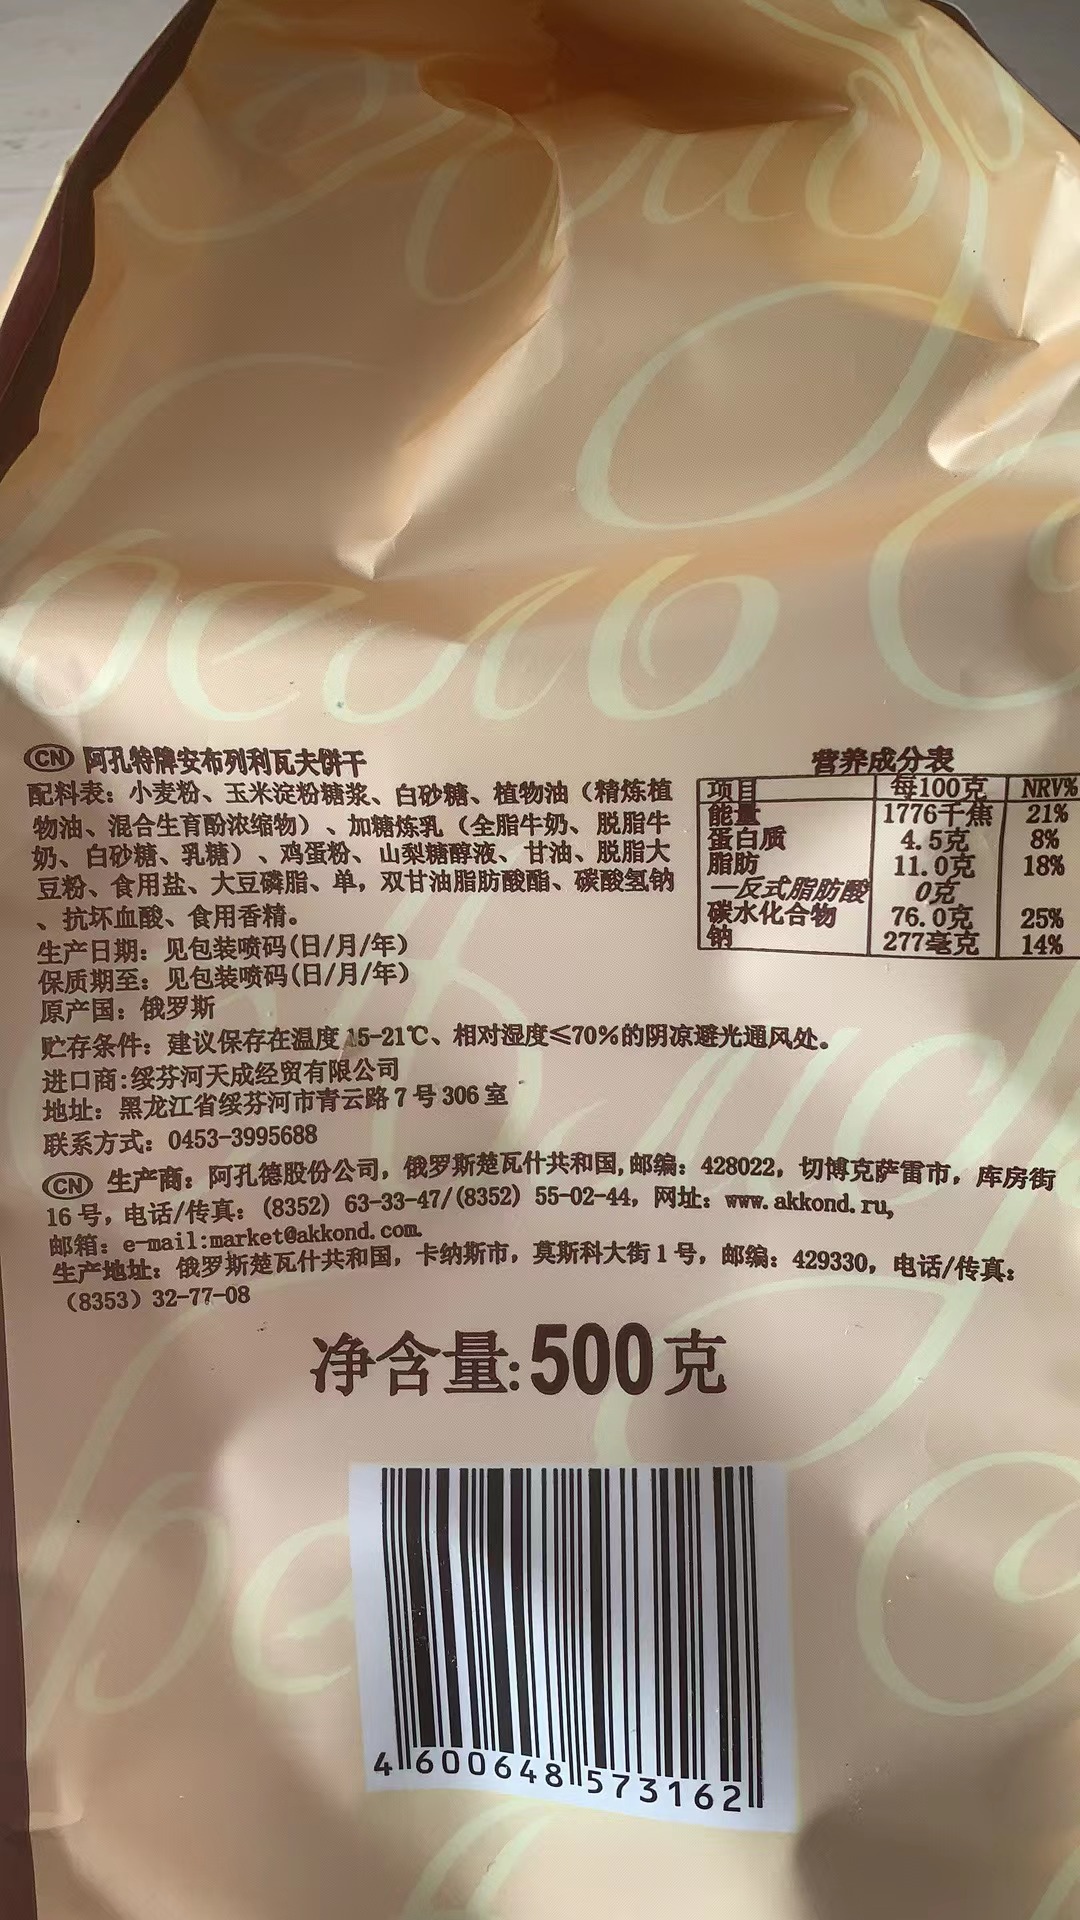 CN 阿孔特牌安布列利瓦夫饼干
配料表：小麦粉、玉米淀粉糖浆、白砂糖、植物油（精炼植
物油、混合生育酚浓缩物）、加糖炼乳（全脂牛奶、脱脂牛
奶、白砂糖、乳糖）、鸡蛋粉、山梨糖醇液、甘油、脱脂大
豆粉、食用盐、大豆磷脂、单，双甘油脂肪酸酯、碳酸氢钠
、抗坏血酸、食用香精。
生产日期：见包装喷码(日/月/年)
保质期至：见包装喷码(日/月/年)
原产国：俄罗斯
贮存条件：建议保存在温度 15-21℃、相对湿度≤70%的阴凉避光通风处。
进口商:绥芬河天成经贸有限公司
地址：黑龙江省绥芬河市青云路 7 号 306 室
联系方式：0453-3995688
营养成分表
项目 每100克 NRV%
能量 1776千焦 21%
蛋白质 4.5克 8%
脂肪 11.0克 18%
—反式脂肪酸 0克
碳水化合物 76.0克 25%
钠 277毫克 14%
CN 生产商：阿孔德股份公司，俄罗斯楚瓦什共和国,邮编：428022，切博克萨雷市，库房街
16 号，电话/传真：(8352) 63-33-47/(8352) 55-02-44，网址：www.akkond.ru,
邮箱：e-mail:market@akkond.com.
生产地址：俄罗斯楚瓦什共和国，卡纳斯市，莫斯科大街 1 号，邮编：429330，电话/传真：
（8353）32-77-08
净含量:500克
4 600648 573162